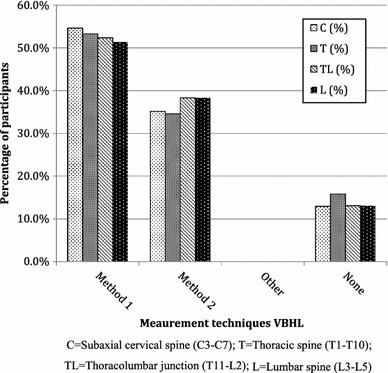 60.0%
50.0%
40.0%
30.0%
20.0%
10.0%
0.0%
Percentage of participants
C (%)
T (%)
TL (%)
L (%)
Method 1
Method 2
Other
None
Meaurement techniques VBHL
C=Subaxial cervical spine (C3-C7); T=Thoracic spine (T1-T10);
TL=Thoracolumbar junction (T11-L2); L=Lumbar spine (L3-L5)